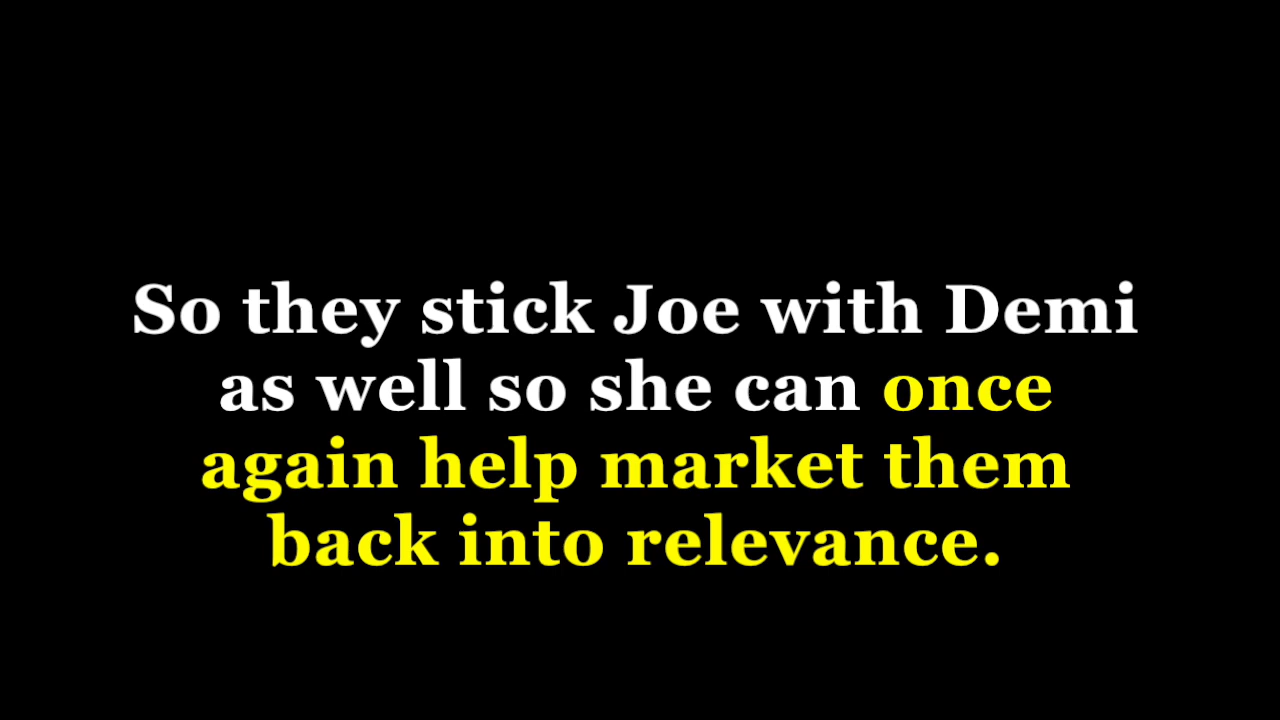 So they stick Joe with Demi
as well so she can once
again help market them
back into relevance.